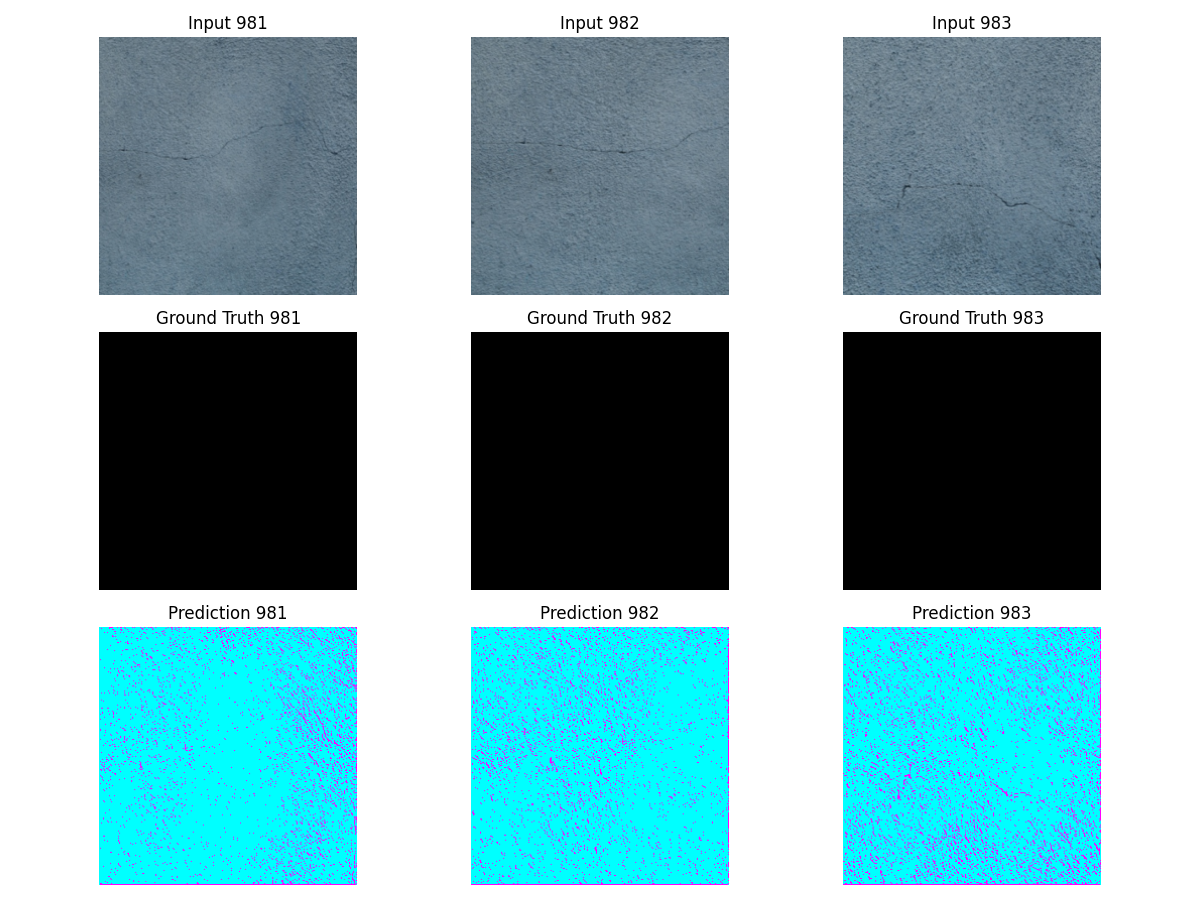 Input 981
Input 982
Input 983
Ground Truth 981
Ground Truth 982
Ground Truth 983
Prediction 981
Prediction 982
Prediction 983